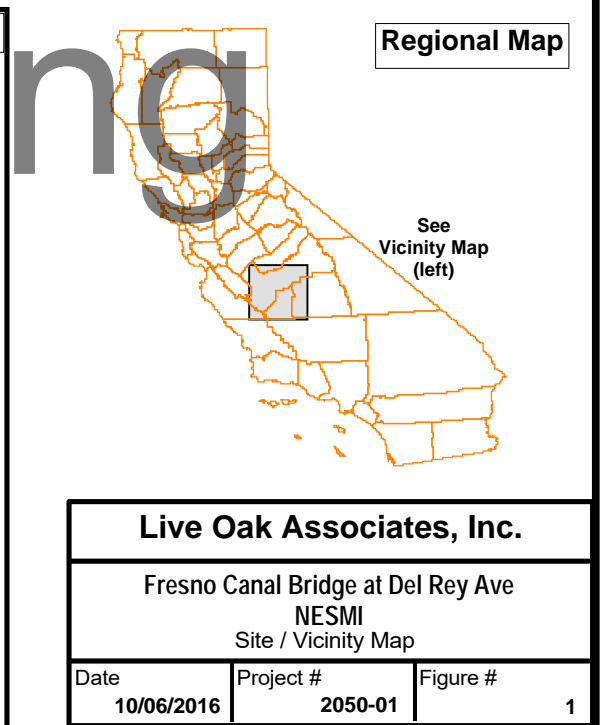 ng
Regional Map
See
Vicinity Map
(left)
Live Oak Associates, Inc.
Fresno Canal Bridge at Del Rey Ave
NESMI
Site / Vicinity Map
Date
10/06/2016
Project #
2050-01
Figure #
1